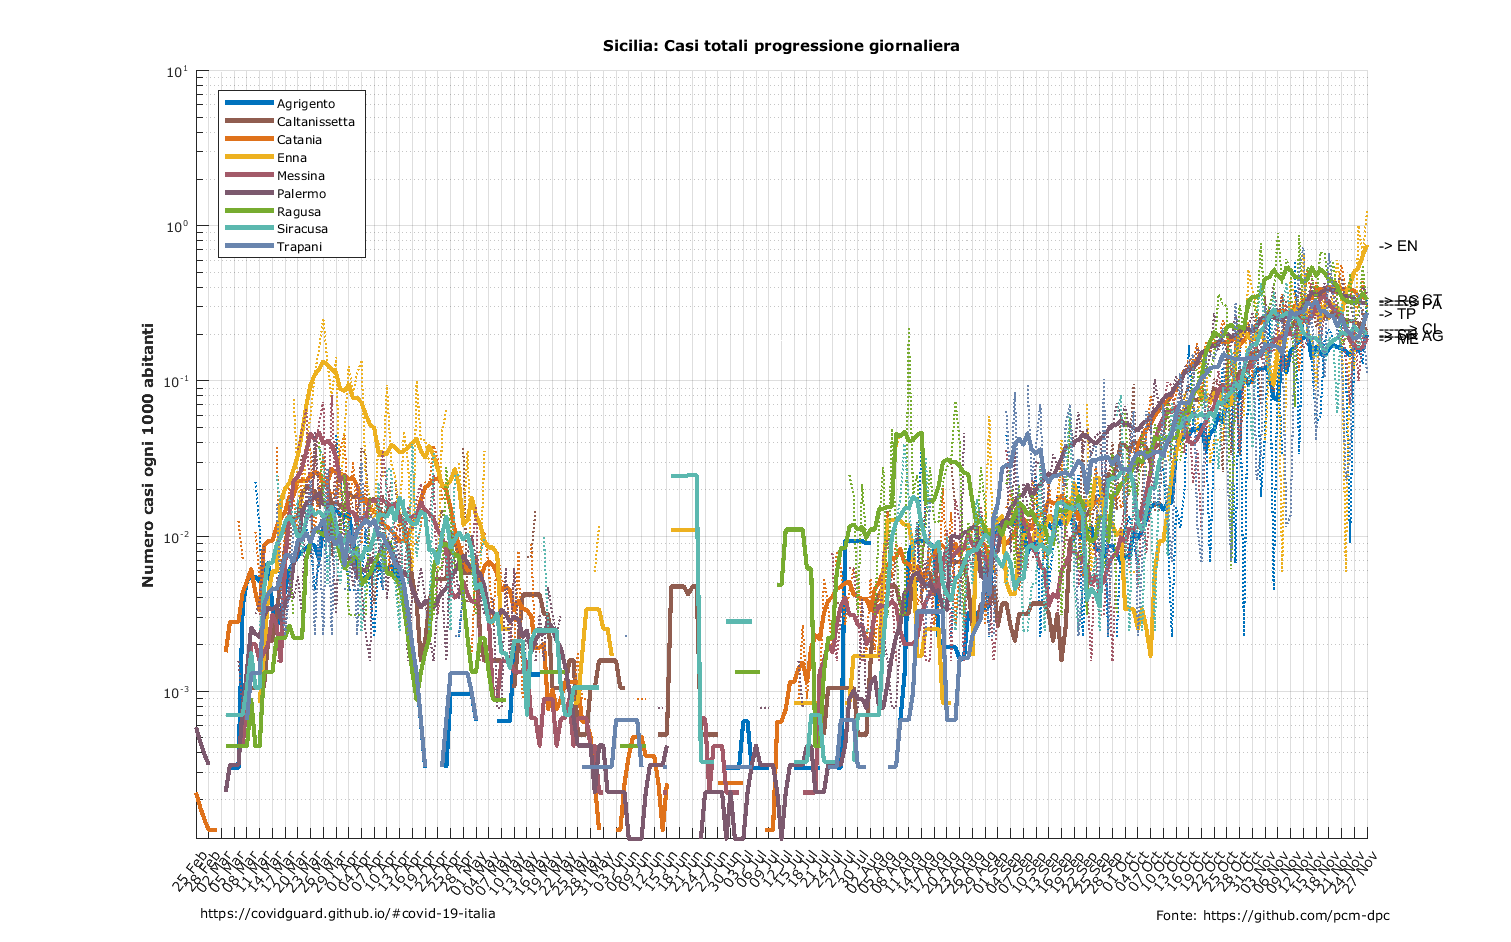 Sicilia: Casi totali progressione giornaliera
Numero casi ogni 1000 abitanti
10¹
10⁰
10⁻¹
10⁻²
10⁻³
Agrigento
Caltanissetta
Catania
Enna
Messina
Palermo
Ragusa
Siracusa
Trapani
-> EN
-> RG
CT
PA
-> TP
CL
AG
-> ME
25 Feb
28 Feb
02 Mar
05 Mar
08 Mar
11 Mar
14 Mar
17 Mar
20 Mar
23 Mar
26 Mar
29 Mar
01 Apr
04 Apr
07 Apr
10 Apr
13 Apr
16 Apr
19 Apr
22 Apr
25 Apr
28 Apr
01 May
04 May
07 May
10 May
13 May
16 May
19 May
22 May
25 May
28 May
31 May
03 Jun
06 Jun
09 Jun
12 Jun
15 Jun
18 Jun
21 Jun
24 Jun
27 Jun
30 Jun
03 Jul
06 Jul
09 Jul
12 Jul
15 Jul
18 Jul
21 Jul
24 Jul
27 Jul
30 Jul
02 Aug
05 Aug
08 Aug
11 Aug
14 Aug
17 Aug
20 Aug
23 Aug
26 Aug
29 Aug
01 Sep
04 Sep
07 Sep
10 Sep
13 Sep
16 Sep
19 Sep
22 Sep
25 Sep
28 Sep
01 Oct
04 Oct
07 Oct
10 Oct
13 Oct
16 Oct
19 Oct
22 Oct
25 Oct
28 Oct
31 Oct
03 Nov
06 Nov
09 Nov
12 Nov
15 Nov
18 Nov
21 Nov
24 Nov
27 Nov
https://covidguard.github.io/#covid-19-italia
Fonte: https://github.com/pcm-dpc